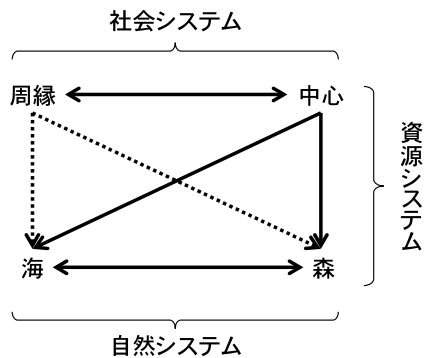 社会システム
周縁
中心
資源システム
海
森
自然システム